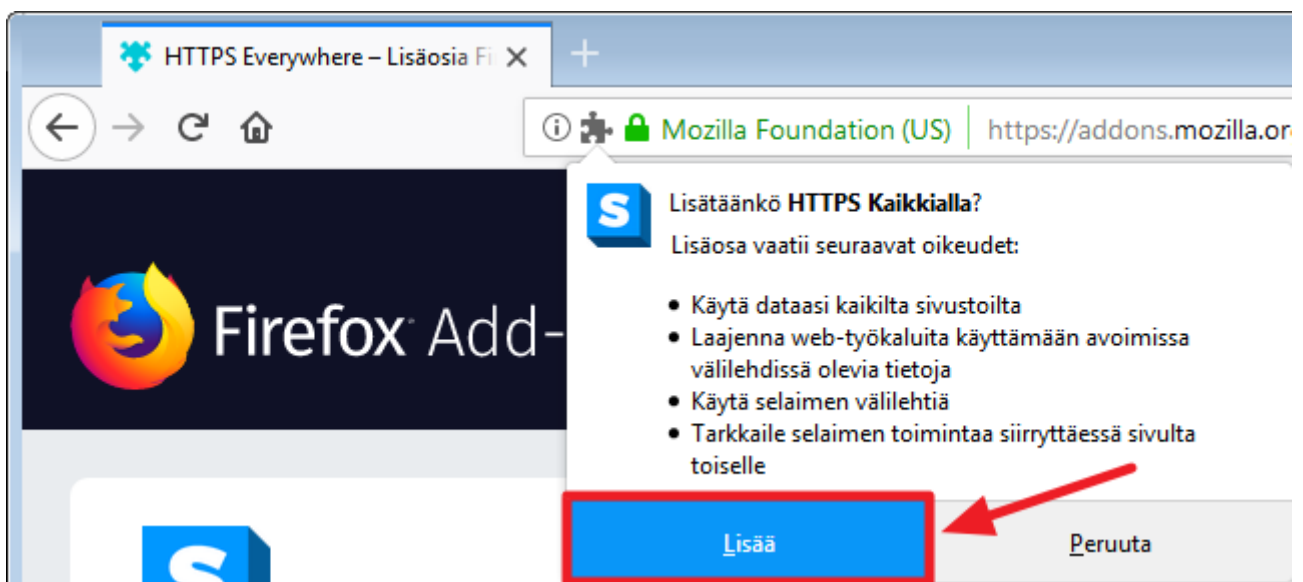 HTTPS Everywhere – Lisäosia Fi
Mozilla Foundation (US) https://addons.mozilla.or
Lisätäänkö HTTPS Kaikkialla?
Lisäosa vaatii seuraavat oikeudet:
• Käytä dataasi kaikilta sivustoilta
• Laajenna web-työkaluita käyttämään avoimissa
välilehdissä olevia tietoja
• Käytä selaimen välilehtiä
• Tarkkaile selaimen toimintaa siirryttäessä sivulta
toiselle
Lisää Peruuta
Firefox Add-
S
S